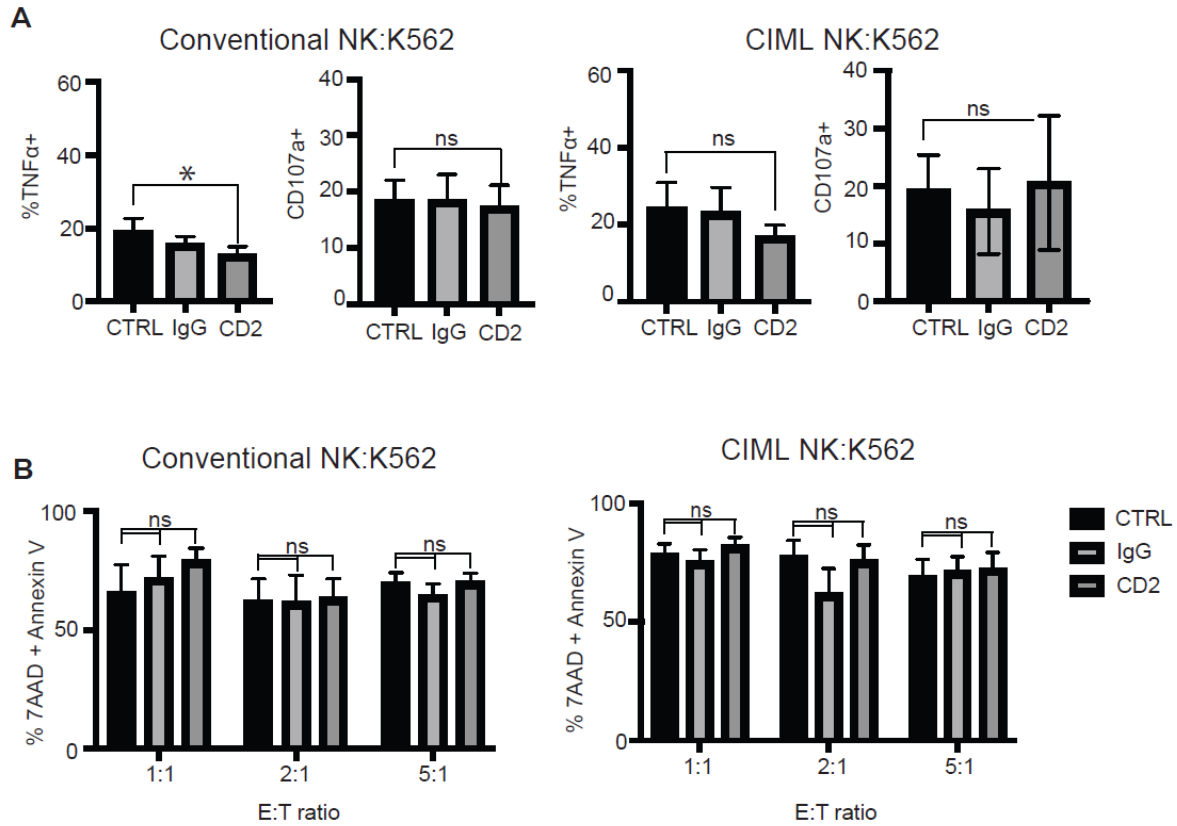 A
Conventional NK:K562
CIML NK:K562
%TNFα+
60
40
20
0
*
CTRL IgG CD2
CD107a+
40
30
20
10
0
ns
CTRL IgG CD2
%TNFα+
60
40
20
0
ns
CTRL IgG CD2
CD107a+
40
30
20
10
0
ns
CTRL IgG CD2
B
Conventional NK:K562
% 7AAD + Annexin V
100
50
0
ns ns ns
1:1 2:1 5:1
E:T ratio
CIML NK:K562
% 7AAD + Annexin V
100
50
0
ns ns ns
1:1 2:1 5:1
E:T ratio
CTRL
IgG
CD2